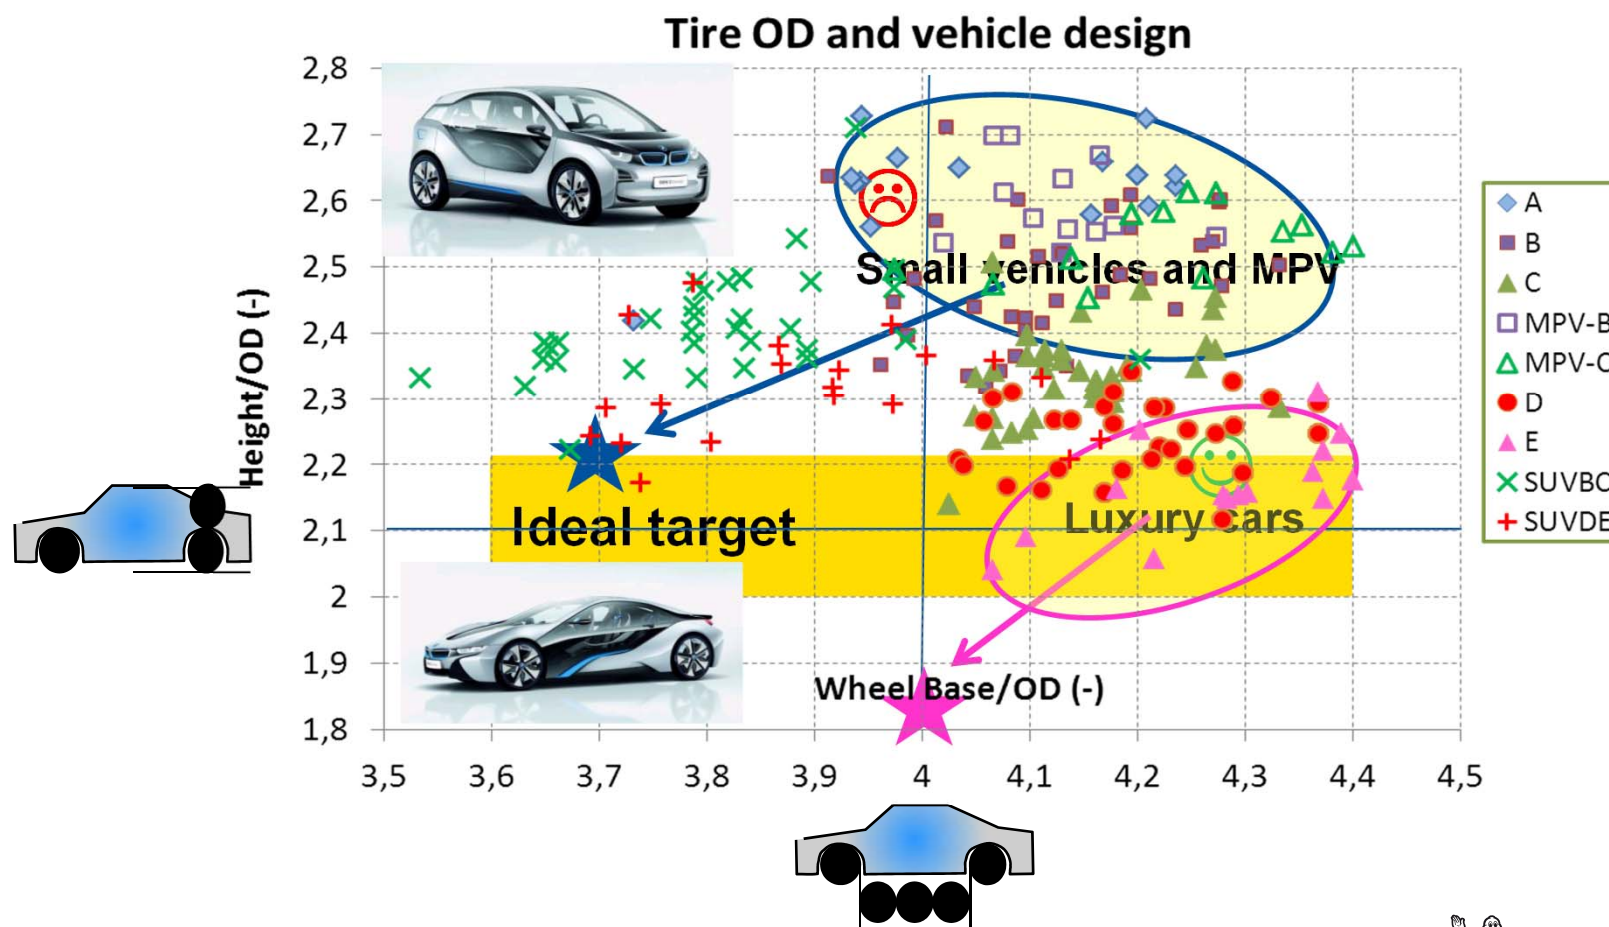 Tire OD and vehicle design
2,8
2,7
2,6
2,5
2,4
2,3
2,2
2,1
2
1,9
1,8
Height/OD (-)
Small vehicles and MPV
Ideal target
Luxury cars
Wheel Base/OD (-)
3,5 3,6 3,7 3,8 3,9 4 4,1 4,2 4,3 4,4 4,5
A
B
C
MPV-B
MPV-C
D
E
SUVBC
SUVDE